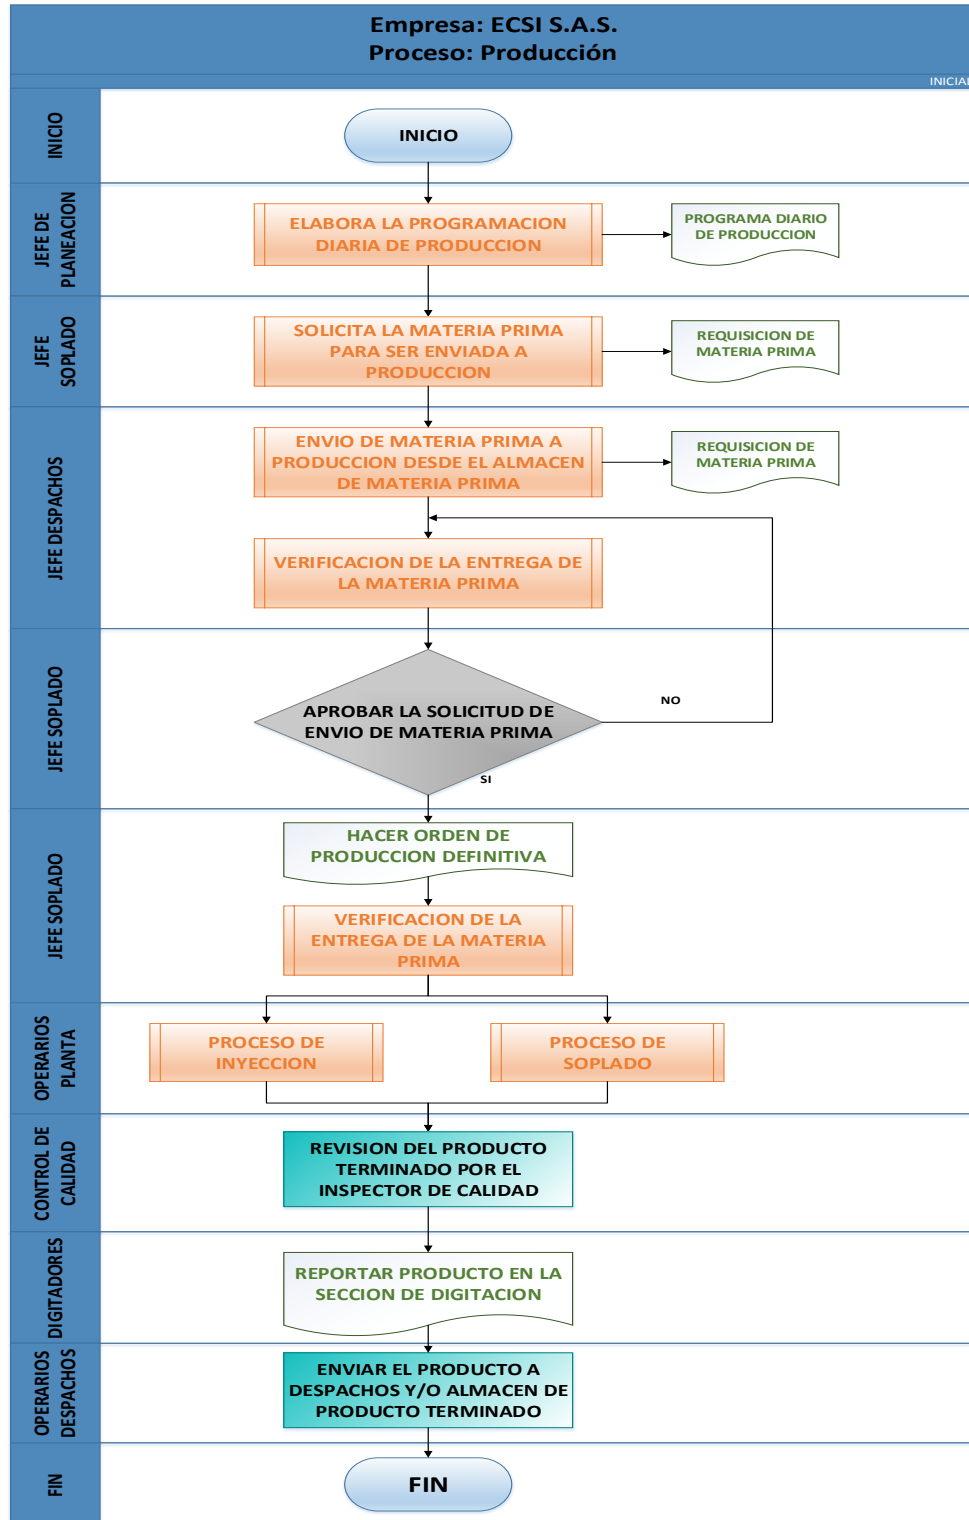 Empresa: ECSI S.A.S.
Proceso: Producción
INICIAL
INICIO
INICIO
JEFE DE
PLANEACION
ELABORA LA PROGRAMACION
DIARIA DE PRODUCCION
PROGRAMA DIARIO
DE PRODUCCION
JEFE
SOPLADO
SOLICITA LA MATERIA PRIMA
PARA SER ENVIADA A
PRODUCCION
REQUISICION DE
MATERIA PRIMA
JEFE DESPACHOS
ENVIO DE MATERIA PRIMA A
PRODUCCION DESDE EL ALMACEN
DE MATERIA PRIMA
REQUISICION DE
MATERIA PRIMA
VERIFICACION DE LA ENTREGA DE
LA MATERIA PRIMA
JEFE SOPLADO
APROBAR LA SOLICITUD DE
ENVIO DE MATERIA PRIMA
NO
SI
JEFE SOPLADO
HACER ORDEN DE
PRODUCCION DEFINITIVA
VERIFICACION DE LA
ENTREGA DE LA MATERIA
PRIMA
OPERARIOS
PLANTA
PROCESO DE
INYECCION
PROCESO DE
SOPLADO
CONTROL DE
CALIDAD
REVISION DEL PRODUCTO
TERMINADO POR EL
INSPECTOR DE CALIDAD
DIGITADORES
REPORTAR PRODUCTO EN LA
SECCION DE DIGITACION
OPERARIOS
DESPACHOS
ENVIAR EL PRODUCTO A
DESPACHOS Y/O ALMACEN DE
PRODUCTO TERMINADO
FIN
FIN